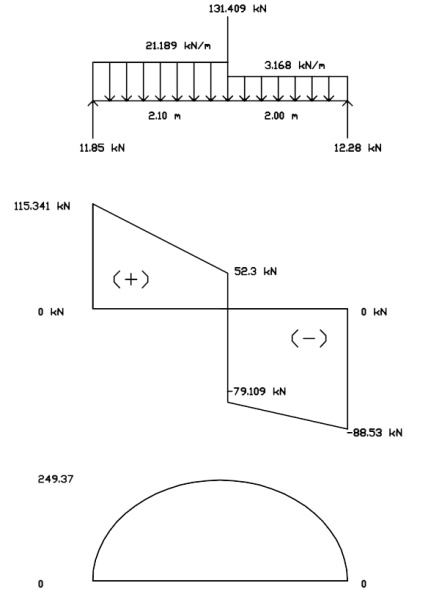 131.409 kN
21.189 kN/m
3.168 kN/m
2.10 m
2.00 m
11.85 kN
12.28 kN
115.341 kN
52.3 kN
(+)
0 kN
0 kN
(-)
-79.109 kN
-88.53 kN
249.37
0
0